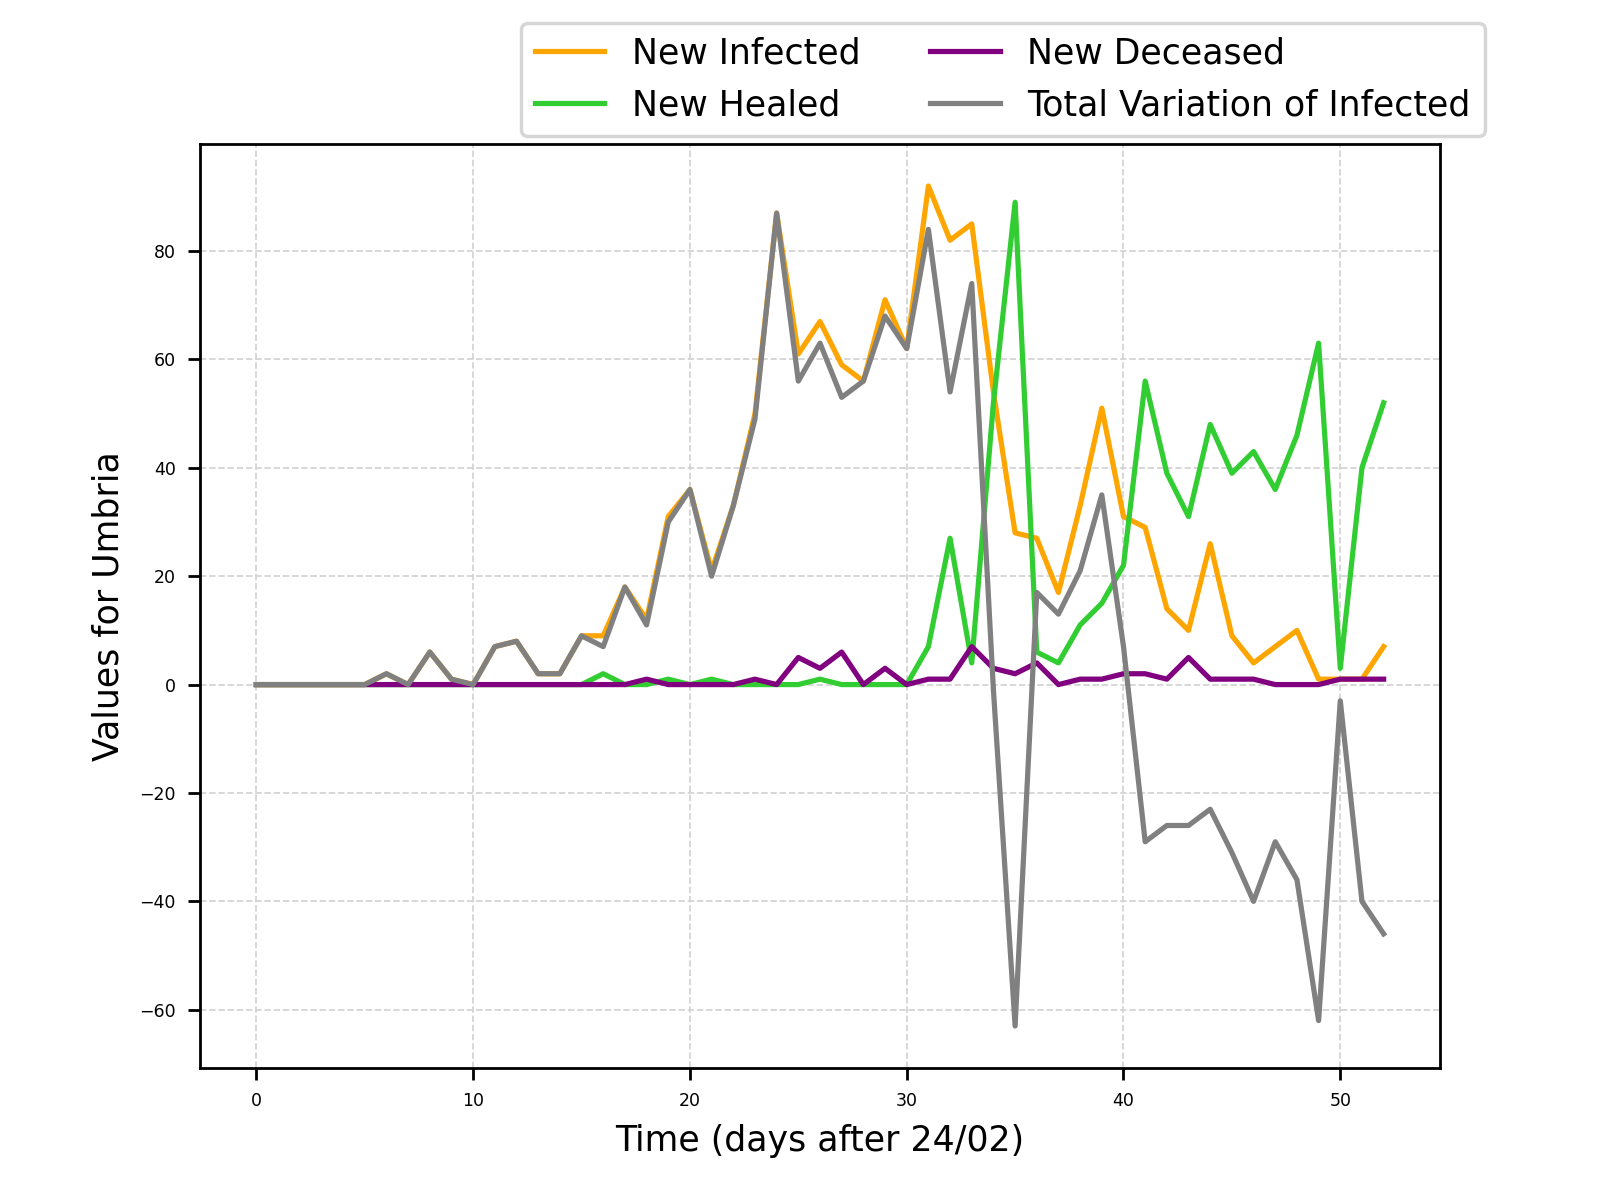 New Infected
New Healed
New Deceased
Total Variation of Infected
Values for Umbria
80
60
40
20
0
−20
−40
−60
0 10 20 30 40 50
Time (days after 24/02)